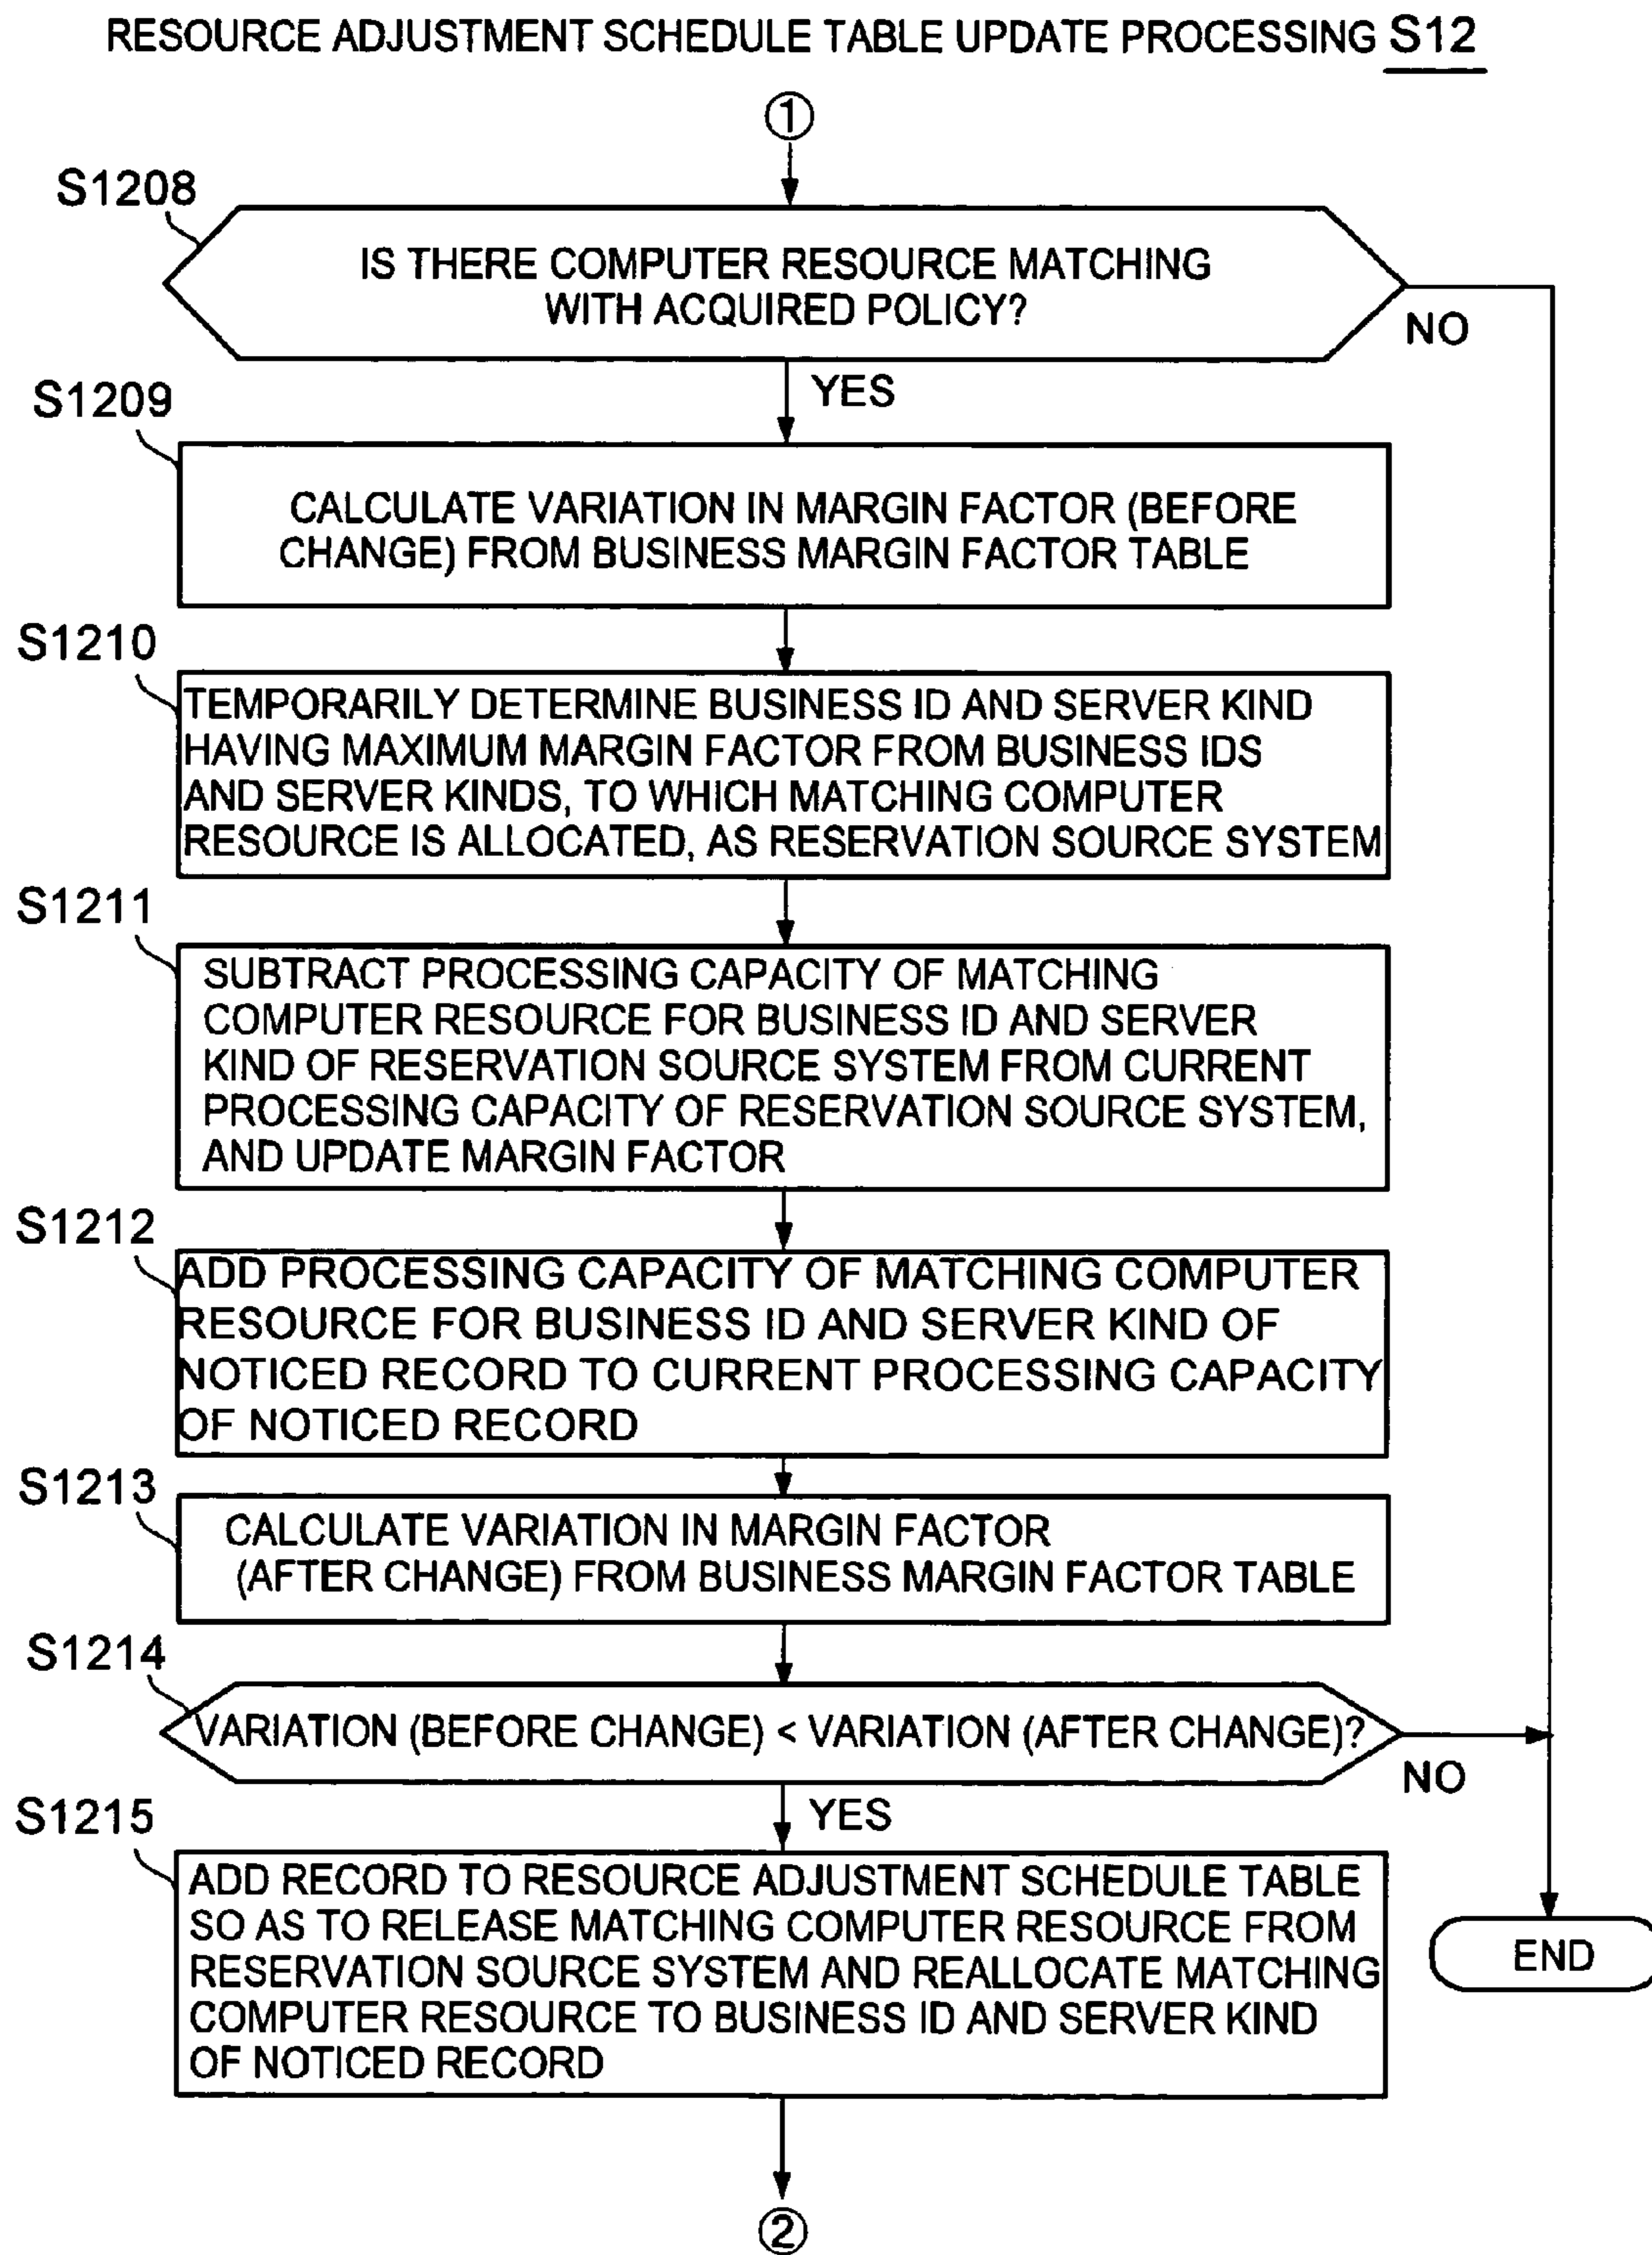 RESOURCE ADJUSTMENT SCHEDULE TABLE UPDATE PROCESSING S12
①
S1208
IS THERE COMPUTER RESOURCE MATCHING
WITH ACQUIRED POLICY?
NO
YES
S1209
CALCULATE VARIATION IN MARGIN FACTOR (BEFORE
CHANGE) FROM BUSINESS MARGIN FACTOR TABLE
S1210
TEMPORARILY DETERMINE BUSINESS ID AND SERVER KIND
HAVING MAXIMUM MARGIN FACTOR FROM BUSINESS IDS
AND SERVER KINDS, TO WHICH MATCHING COMPUTER
RESOURCE IS ALLOCATED, AS RESERVATION SOURCE SYSTEM
S1211
SUBTRACT PROCESSING CAPACITY OF MATCHING
COMPUTER RESOURCE FOR BUSINESS ID AND SERVER
KIND OF RESERVATION SOURCE SYSTEM FROM CURRENT
PROCESSING CAPACITY OF RESERVATION SOURCE SYSTEM,
AND UPDATE MARGIN FACTOR
S1212
ADD PROCESSING CAPACITY OF MATCHING COMPUTER
RESOURCE FOR BUSINESS ID AND SERVER KIND OF
NOTICED RECORD TO CURRENT PROCESSING CAPACITY
OF NOTICED RECORD
S1213
CALCULATE VARIATION IN MARGIN FACTOR
(AFTER CHANGE) FROM BUSINESS MARGIN FACTOR TABLE
S1214
VARIATION (BEFORE CHANGE) < VARIATION (AFTER CHANGE)?
NO
YES
S1215
ADD RECORD TO RESOURCE ADJUSTMENT SCHEDULE TABLE
SO AS TO RELEASE MATCHING COMPUTER RESOURCE FROM
RESERVATION SOURCE SYSTEM AND REALLOCATE MATCHING
COMPUTER RESOURCE TO BUSINESS ID AND SERVER KIND
OF NOTICED RECORD
END
②